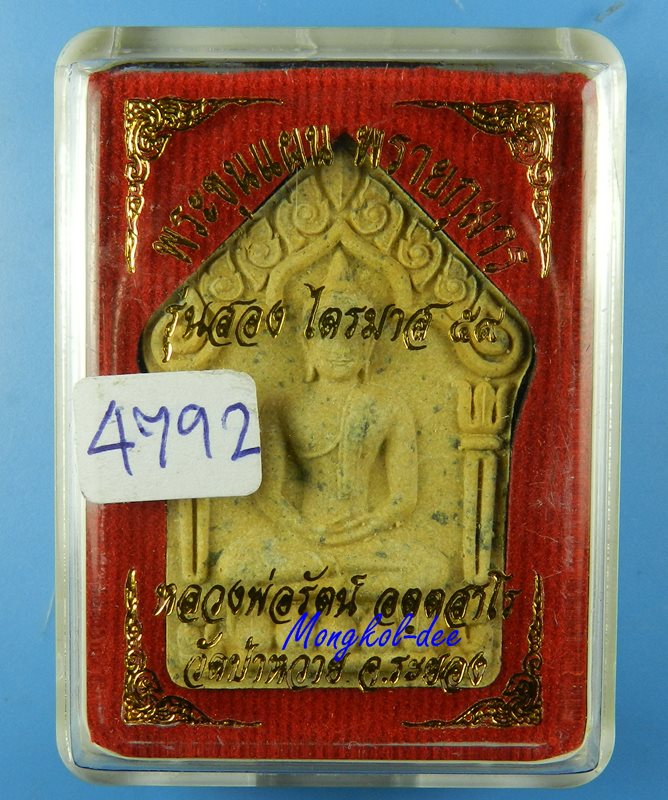 พระขุนแผน พรายกุมาร
รุ่นสอง ไตรมาส ๕๔
4792
หลวงพ่อรัตน์ อตตสาโร
Mongkol-dee
วัดป่าหวาย จ.ระยอง